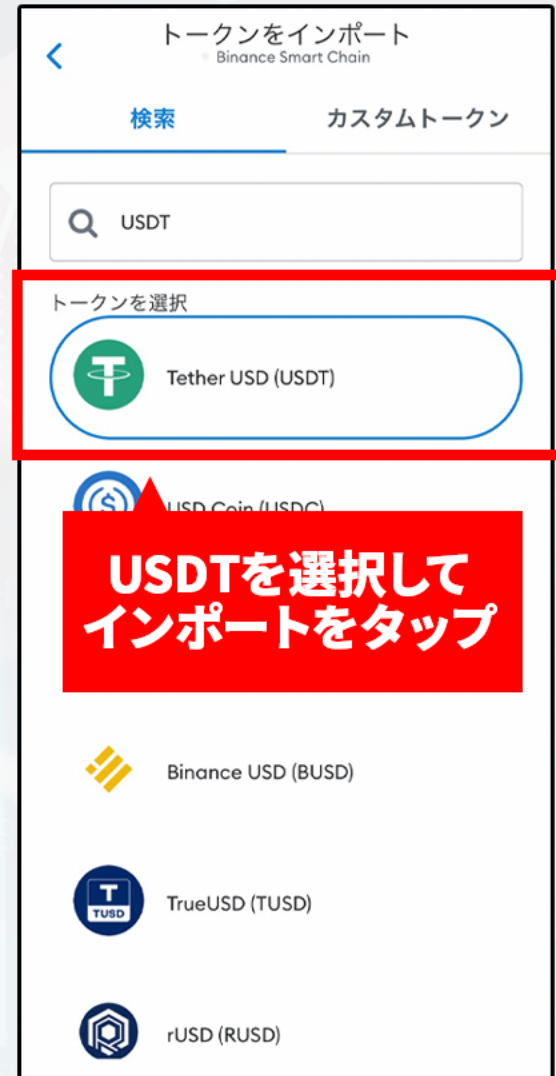 トークンをインポート
Binance Smart Chain
検索
カスタムトークン
USDT
トークンを選択
Tether USD (USDT)
USD Coin (USDC)
USDTを選択して
インポートをタップ
Binance USD (BUSD)
T
TUSD
TrueUSD (TUSD)
rUSD (RUSD)